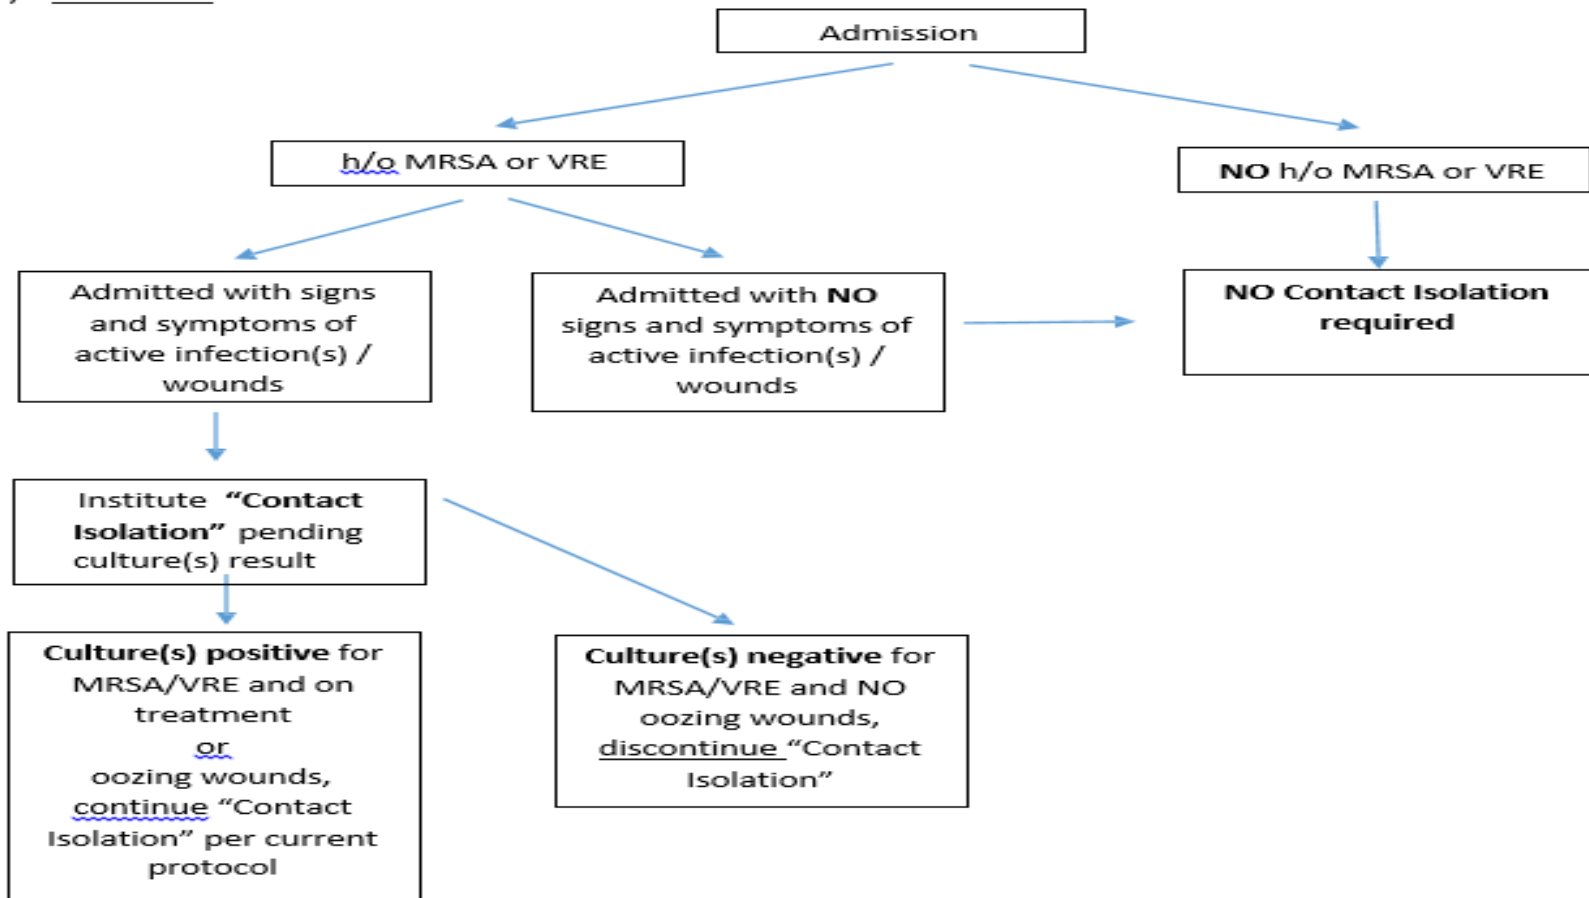 Admission
h/o MRSA or VRE
NO h/o MRSA or VRE
Admitted with signs
and symptoms of
active infection(s) /
wounds
Admitted with NO
signs and symptoms of
active infection(s) /
wounds
NO Contact Isolation
required
Institute “Contact
Isolation” pending
culture(s) result
Culture(s) positive for
MRSA/VRE and on
treatment
or
oozing wounds,
continue “Contact
Isolation” per current
protocol
Culture(s) negative for
MRSA/VRE and NO
oozing wounds,
discontinue “Contact
Isolation”